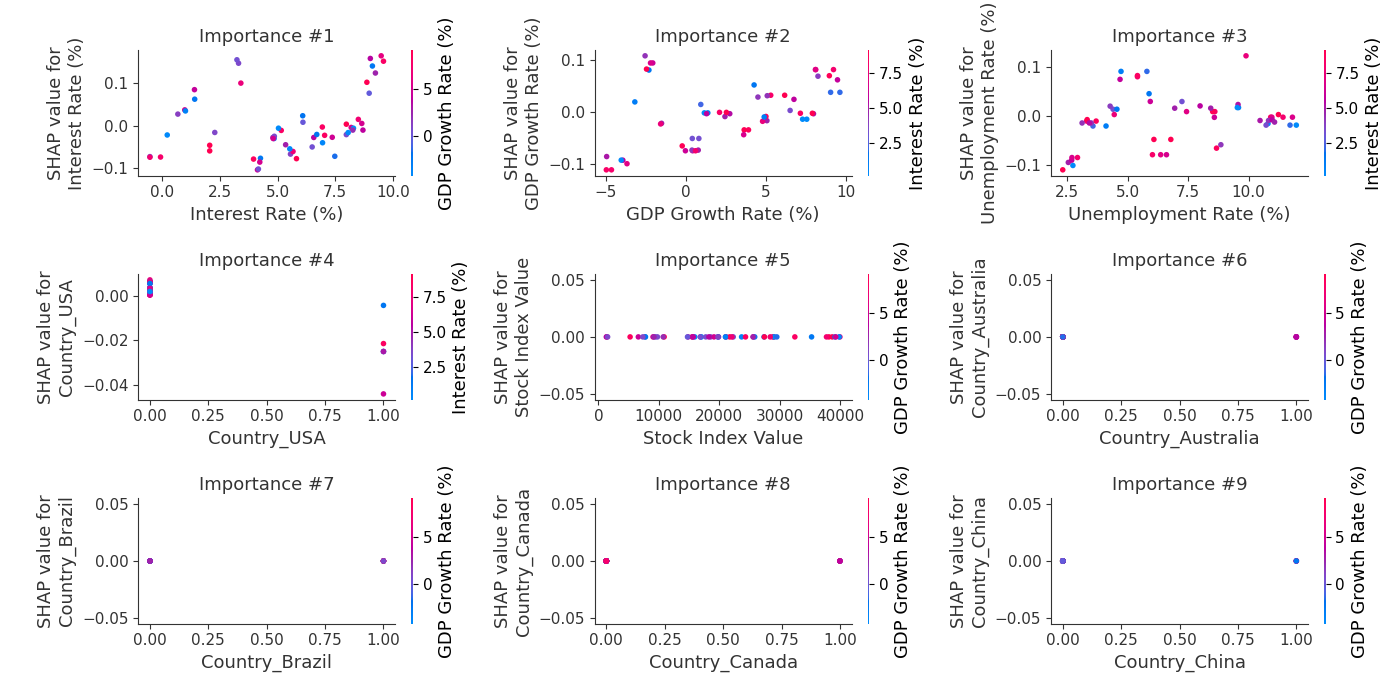 Importance #1
SHAP value for
Interest Rate (%)
0.1
0.0
−0.1
0.0
2.5
5.0
7.5
10.0
Interest Rate (%)
5
0
GDP Growth Rate (%)
Importance #2
SHAP value for
GDP Growth Rate (%)
0.1
0.0
−0.1
−5
0
5
10
GDP Growth Rate (%)
7.5
5.0
2.5
Interest Rate (%)
Importance #3
SHAP value for
Unemployment Rate (%)
0.1
0.0
−0.1
2.5
5.0
7.5
10.0
Unemployment Rate (%)
7.5
5.0
2.5
Interest Rate (%)
Importance #4
SHAP value for
Country_USA
0.00
−0.02
−0.04
0.00
0.25
0.50
0.75
1.00
Country_USA
7.5
5.0
2.5
Interest Rate (%)
Importance #5
SHAP value for
Stock Index Value
0.05
0.00
−0.05
0
10000
20000
30000
40000
Stock Index Value
5
0
GDP Growth Rate (%)
Importance #6
SHAP value for
Country_Australia
0.05
0.00
−0.05
0.00
0.25
0.50
0.75
1.00
Country_Australia
5
0
GDP Growth Rate (%)
Importance #7
SHAP value for
Country_Brazil
0.05
0.00
−0.05
0.00
0.25
0.50
0.75
1.00
Country_Brazil
5
0
GDP Growth Rate (%)
Importance #8
SHAP value for
Country_Canada
0.05
0.00
−0.05
0.00
0.25
0.50
0.75
1.00
Country_Canada
5
0
GDP Growth Rate (%)
Importance #9
SHAP value for
Country_China
0.05
0.00
−0.05
0.00
0.25
0.50
0.75
1.00
Country_China
5
0
GDP Growth Rate (%)